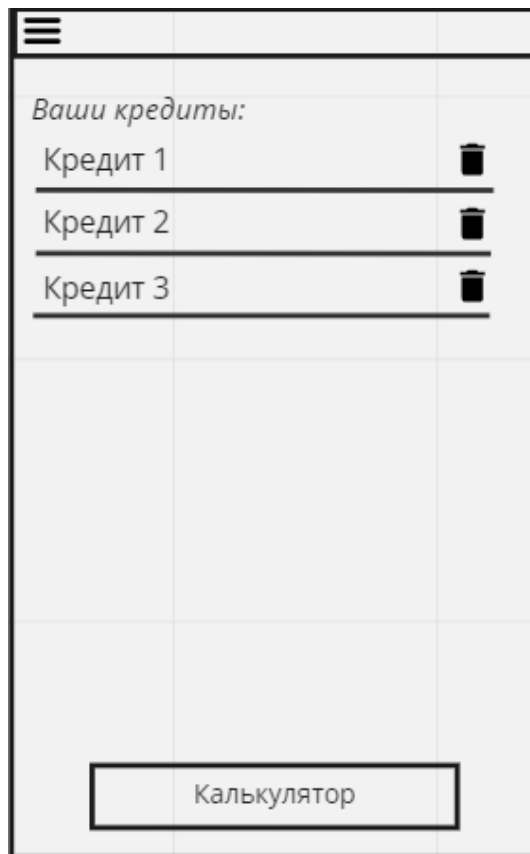 Ваши кредиты:
Кредит 1
Кредит 2
Кредит 3
Калькулятор